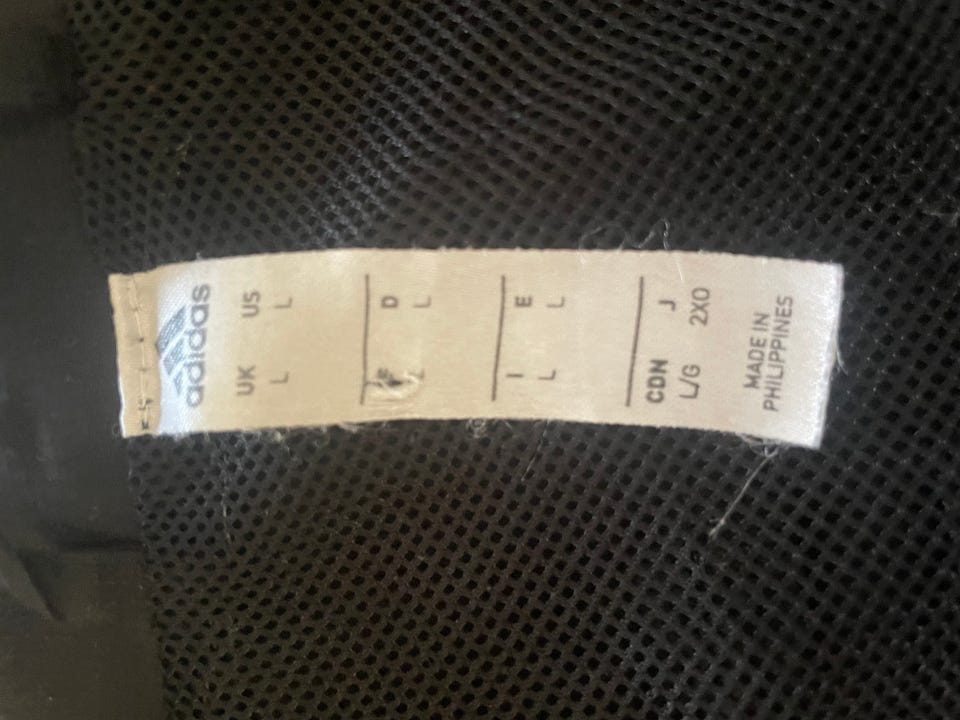 adidas
UK US
L L
F D
L L
I E
L L
CDN J
L/G 2XO
MADE IN
PHILIPPINES